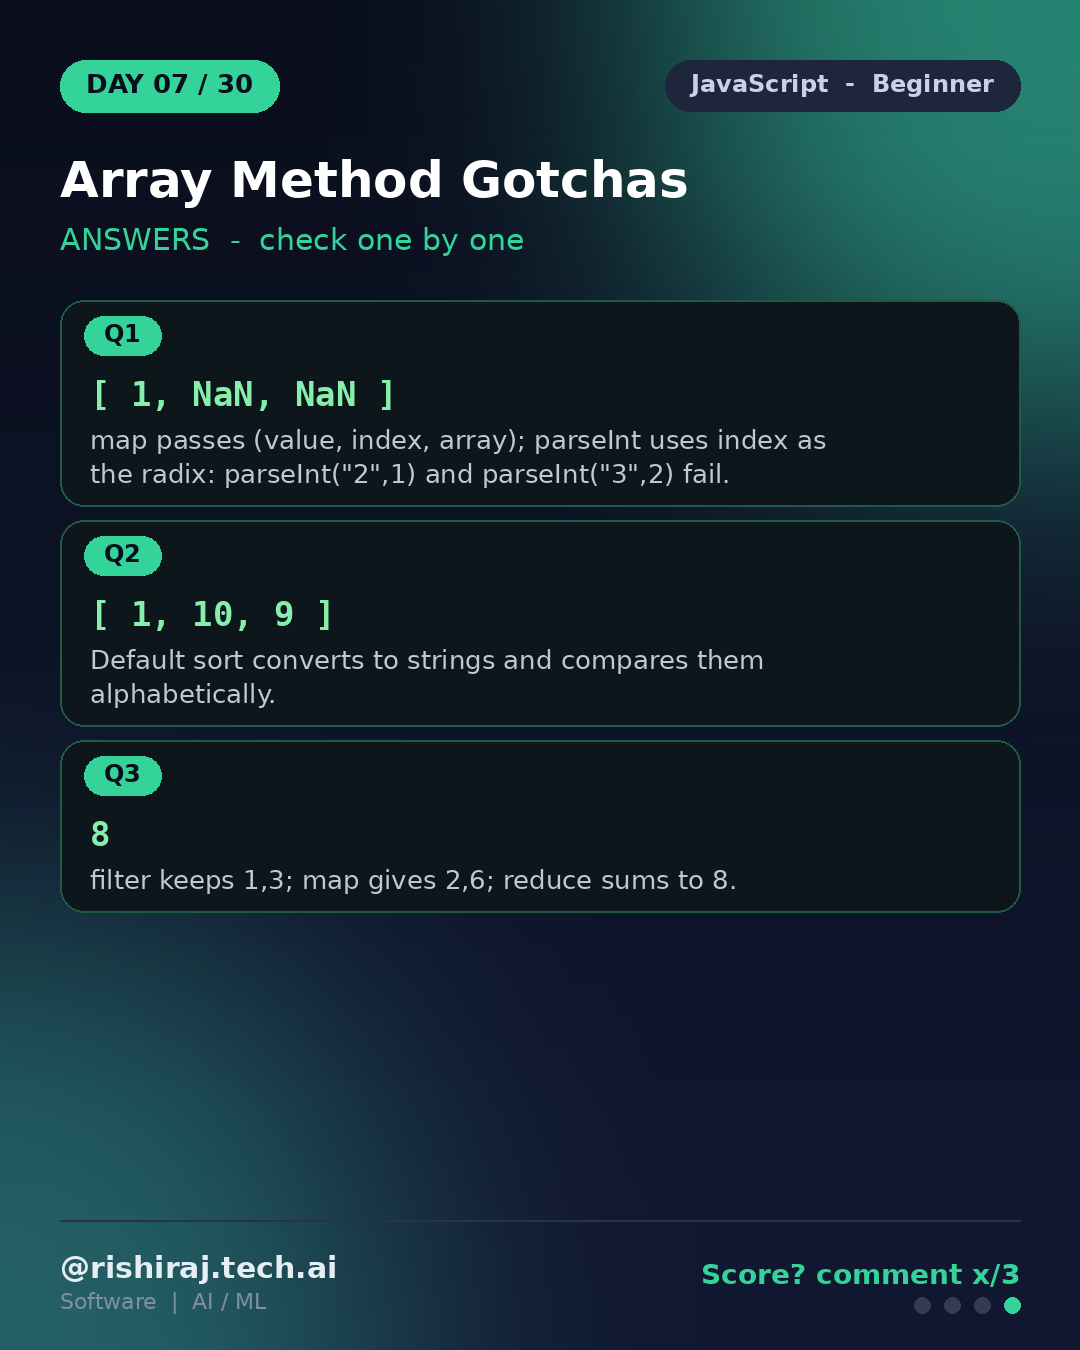 DAY 07 / 30
JavaScript - Beginner
Array Method Gotchas
ANSWERS - check one by one
Q1
[ 1, NaN, NaN ]
map passes (value, index, array); parseInt uses index as
the radix: parseInt("2",1) and parseInt("3",2) fail.
Q2
[ 1, 10, 9 ]
Default sort converts to strings and compares them
alphabetically.
Q3
8
filter keeps 1,3; map gives 2,6; reduce sums to 8.
@rishiraj.tech.ai
Software | AI / ML
Score? comment x/3